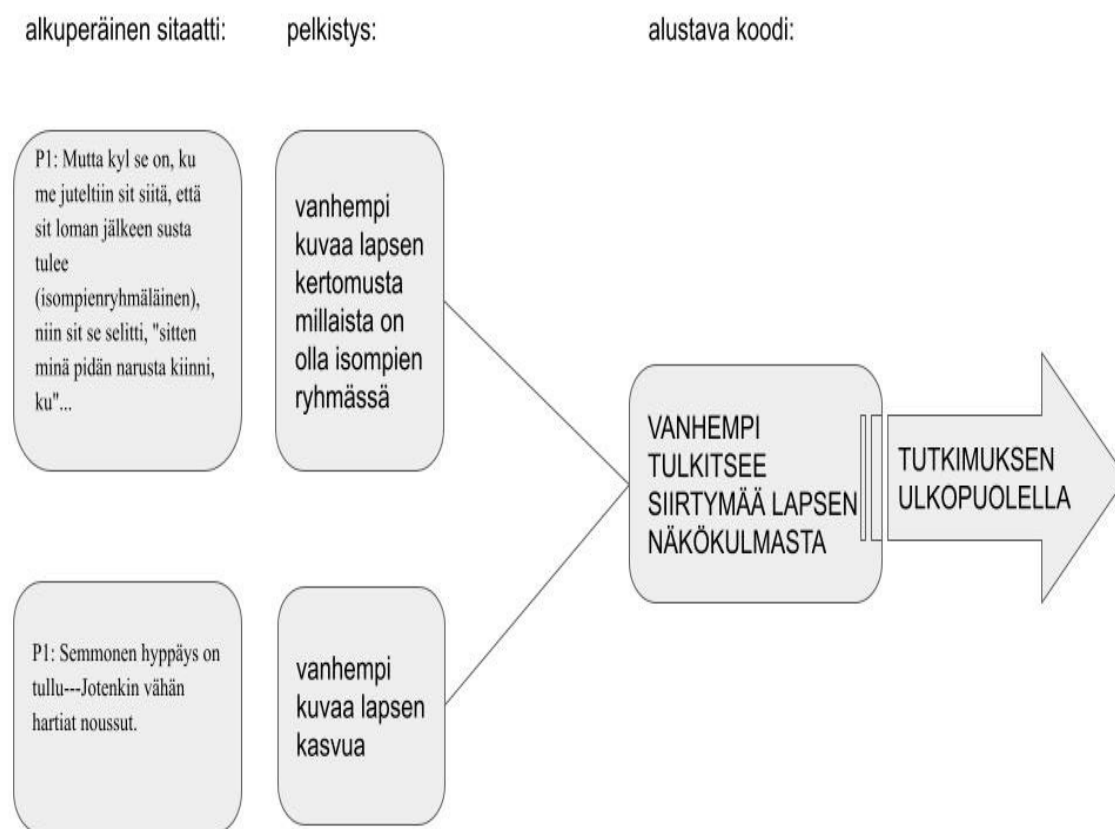 alkuperäinen sitaatti:
pelkistys:
alustava koodi:
P1: Mutta kyl se on, ku
me juteltiin sit siitä, että
sit loman jälkeen susta
tulee
(isompienryhmäläinen),
niin sit se selitti, "sitten
minä pidän narusta kiinni,
ku"...
vanhempi
kuvaa lapsen
kertomusta
millaista on
olla isompien
ryhmässä
P1: Semmonen hyppäys on
tullu---Jotenkin vähän
hartiat noussut.
vanhempi
kuvaa lapsen
kasvua
VANHEMPI
TULKITSEE
SIIRTYMÄÄ LAPSEN
NÄKÖKULMASTA
TUTKIMUKSEN
ULKOPUOLELLA